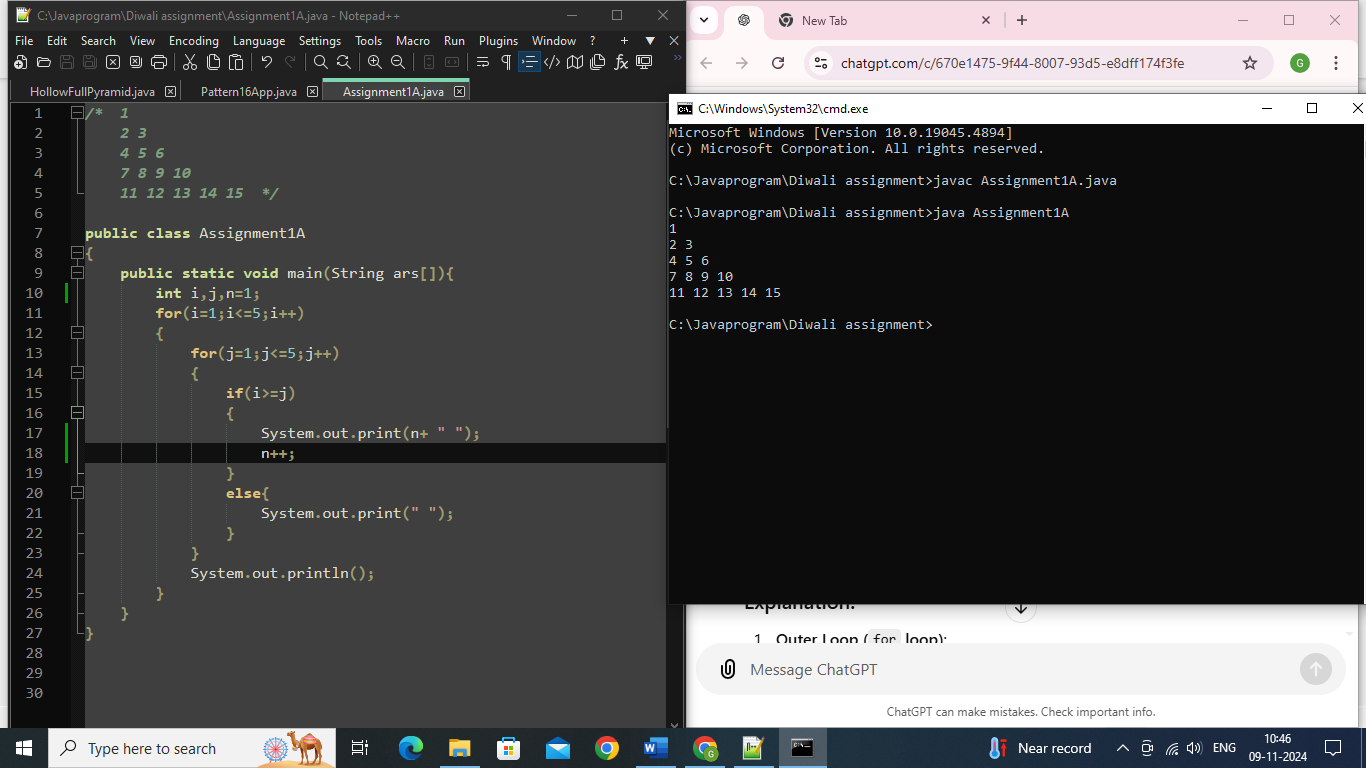 C:\Javaprogram\Diwali assignment\Assignment1A.java - Notepad++
File Edit Search View Encoding Language Settings Tools Macro Run Plugins Window ? + ▼ X
HollowFullPyramid.java Pattern16App.java Assignment1A.java
1 /* 1
2 2 3
3 4 5 6
4 7 8 9 10
5 11 12 13 14 15 */
6
7 public class Assignment1A
8 {
9 public static void main(String ars[]){
10 int i,j,n=1;
11 for(i=1;i<=5;i++)
12 {
13 for(j=1;j<=5;j++)
14 {
15 if(i>=j)
16 {
17 System.out.print(n+ " ");
18 n++;
19 }
20 else{
21 System.out.print(" ");
22 }
23 }
24 System.out.println();
25 }
26 }
27 }
28
29
30
New Tab
chatgpt.com/c/670e1475-9f44-8007-93d5-e8dff174f3fe
G
C:\Windows\System32\cmd.exe
Microsoft Windows [Version 10.0.19045.4894]
(c) Microsoft Corporation. All rights reserved.
C:\Javaprogram\Diwali assignment>javac Assignment1A.java
C:\Javaprogram\Diwali assignment>java Assignment1A
1
2 3
4 5 6
7 8 9 10
11 12 13 14 15
C:\Javaprogram\Diwali assignment>
Explanation:
1. Outer Loop (for loop):
Message ChatGPT
ChatGPT can make mistakes. Check important info.
Type here to search
Near record
ENG
10:46
09-11-2024